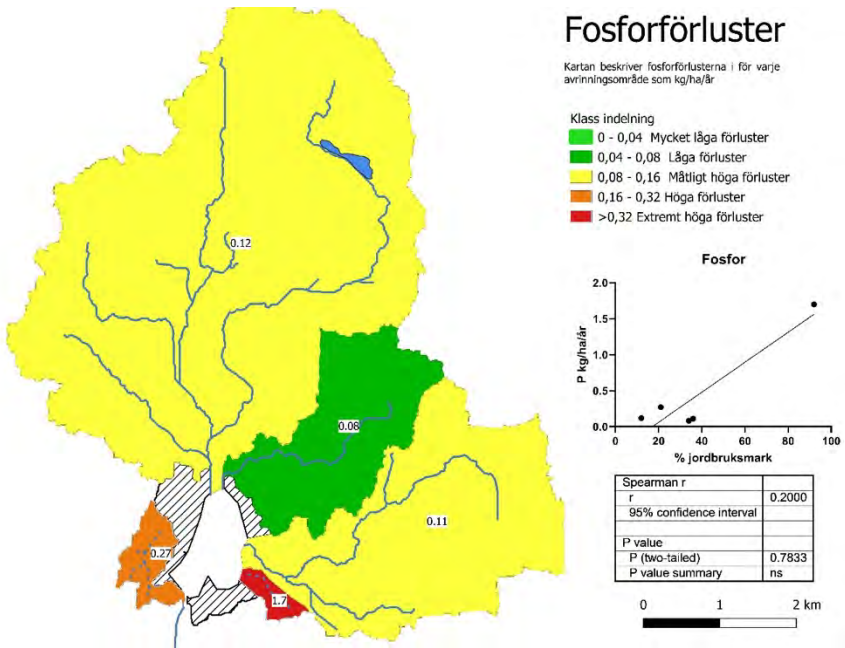 Fosforförluster
Kartan beskriver fosforförlusterna i för varje
avrinningsområde som kg/ha/år
Klass indelning
0 - 0,04 Mycket låga förluster
0,04 - 0,08 Låga förluster
0,08 - 0,16 Måtligt höga förluster
0,16 - 0,32 Höga förluster
>0,32 Extremt höga förluster
0.12
0.08
0.11
0.27
1.7
Fosfor
P kg/ha/år
2.0
1.5
1.0
0.5
0.0
0 20 40 60 80 100
% jordbruksmark
Spearman r
r 0.2000
95% confidence interval
P value
P (two-tailed) 0.7833
P value summary ns
0 1 2 km